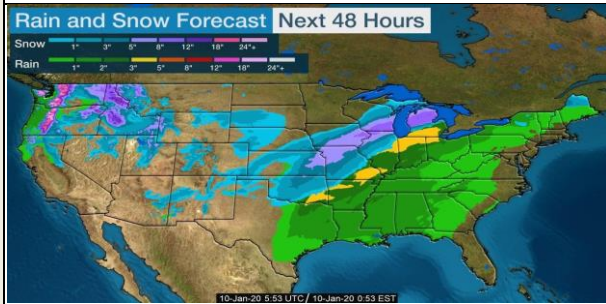 Rain and Snow Forecast Next 48 Hours
Snow
1" 3" 5" 8" 12" 18" 24"+
Rain
1" 2" 3" 5" 8" 12" 18" 24"+
10-Jan-20 5:53 UTC / 10-Jan-20 0:53 EST